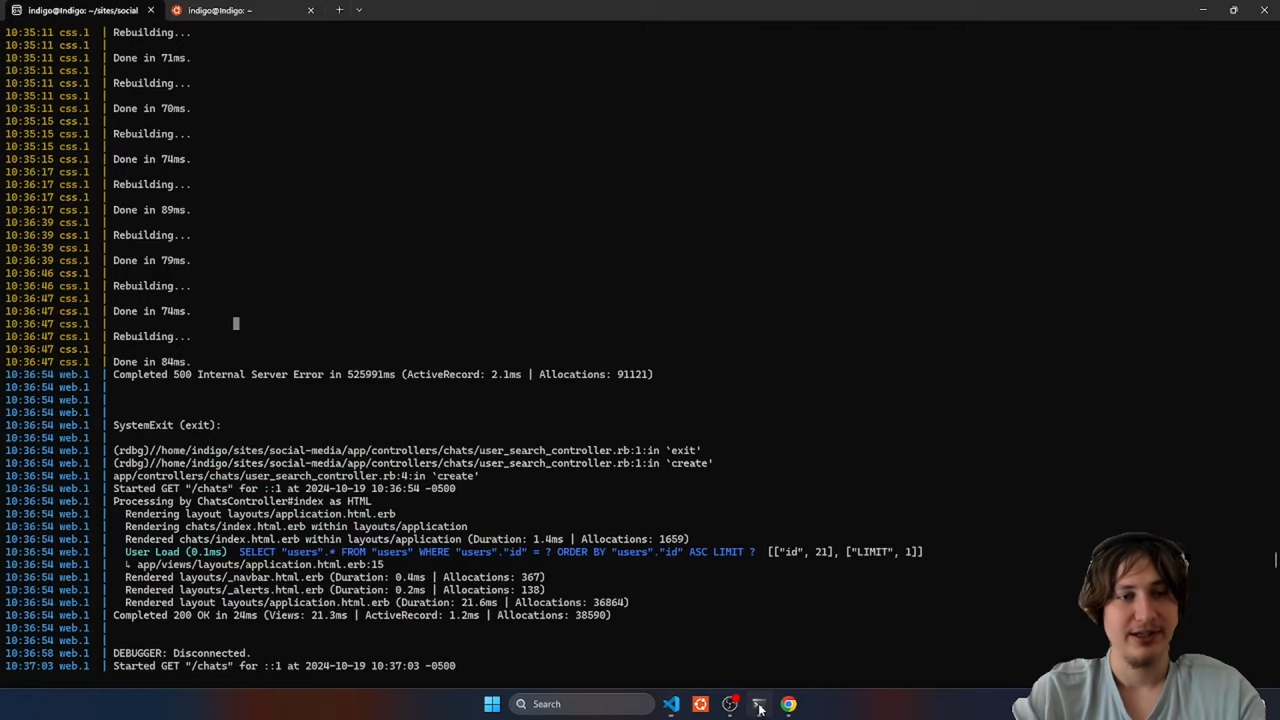 indigo@Indigo: ~/sites/social
indigo@Indigo: ~
10:35:11 css.1 | Rebuilding...
10:35:11 css.1 |
10:35:11 css.1 | Done in 71ms.
10:35:11 css.1 |
10:35:11 css.1 | Rebuilding...
10:35:11 css.1 |
10:35:11 css.1 | Done in 70ms.
10:35:15 css.1 |
10:35:15 css.1 | Rebuilding...
10:35:15 css.1 |
10:35:15 css.1 | Done in 74ms.
10:36:17 css.1 |
10:36:17 css.1 | Rebuilding...
10:36:17 css.1 |
10:36:17 css.1 | Done in 89ms.
10:36:39 css.1 |
10:36:39 css.1 | Rebuilding...
10:36:39 css.1 |
10:36:39 css.1 | Done in 79ms.
10:36:46 css.1 |
10:36:46 css.1 | Rebuilding...
10:36:47 css.1 |
10:36:47 css.1 | Done in 74ms.
10:36:47 css.1 |
10:36:47 css.1 | Rebuilding...
10:36:47 css.1 |
10:36:47 css.1 | Done in 84ms.
10:36:54 web.1 | Completed 500 Internal Server Error in 525991ms (ActiveRecord: 2.1ms | Allocations: 91121)
10:36:54 web.1 |
10:36:54 web.1 |
10:36:54 web.1 |
10:36:54 web.1 | SystemExit (exit):
10:36:54 web.1 |
10:36:54 web.1 | (rdbg)//home/indigo/sites/social-media/app/controllers/chats/user_search_controller.rb:1:in `exit'
10:36:54 web.1 | (rdbg)//home/indigo/sites/social-media/app/controllers/chats/user_search_controller.rb:1:in `create'
10:36:54 web.1 | app/controllers/chats/user_search_controller.rb:4:in `create'
10:36:54 web.1 | Started GET "/chats" for ::1 at 2024-10-19 10:36:54 -0500
10:36:54 web.1 | Processing by ChatsController#index as HTML
10:36:54 web.1 | Rendering layout layouts/application.html.erb
10:36:54 web.1 | Rendering chats/index.html.erb within layouts/application
10:36:54 web.1 | Rendered chats/index.html.erb within layouts/application (Duration: 1.4ms | Allocations: 1659)
10:36:54 web.1 | User Load (0.1ms) SELECT "users".* FROM "users" WHERE "users"."id" = ? ORDER BY "users"."id" ASC LIMIT ? [["id", 21], ["LIMIT", 1]]
10:36:54 web.1 | ↳ app/views/layouts/application.html.erb:15
10:36:54 web.1 | Rendered layouts/_navbar.html.erb (Duration: 0.4ms | Allocations: 367)
10:36:54 web.1 | Rendered layouts/_alerts.html.erb (Duration: 0.2ms | Allocations: 138)
10:36:54 web.1 | Rendered layout layouts/application.html.erb (Duration: 21.6ms | Allocations: 36864)
10:36:54 web.1 | Completed 200 OK in 24ms (Views: 21.3ms | ActiveRecord: 1.2ms | Allocations: 38590)
10:36:54 web.1 |
10:36:54 web.1 |
10:36:58 web.1 | DEBUGGER: Disconnected.
10:37:03 web.1 | Started GET "/chats" for ::1 at 2024-10-19 10:37:03 -0500
Search